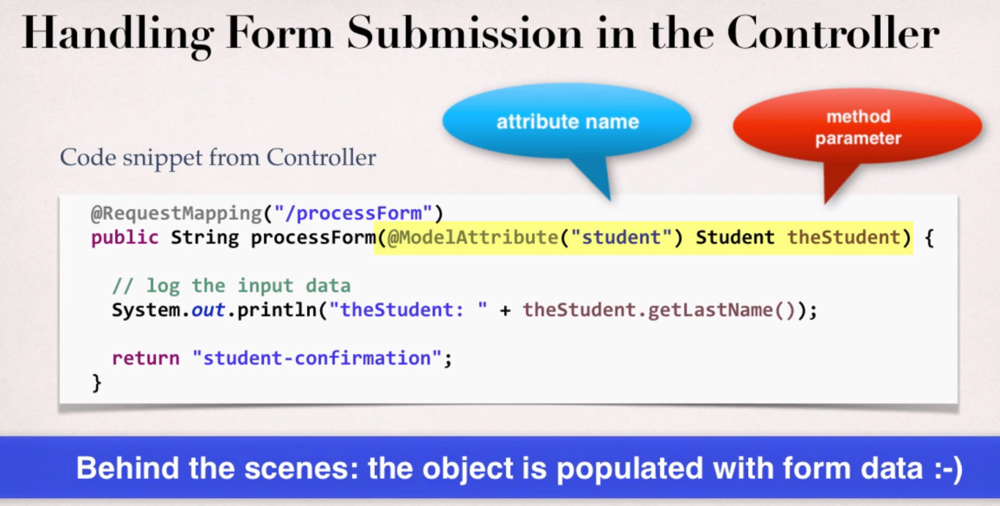 Handling Form Submission in the Controller
attribute name
method
parameter
Code snippet from Controller
@RequestMapping("/processForm")
public String processForm(@ModelAttribute("student") Student theStudent) {
// log the input data
System.out.println("theStudent: " + theStudent.getLastName());
return "student-confirmation";
}
Behind the scenes: the object is populated with form data :-)